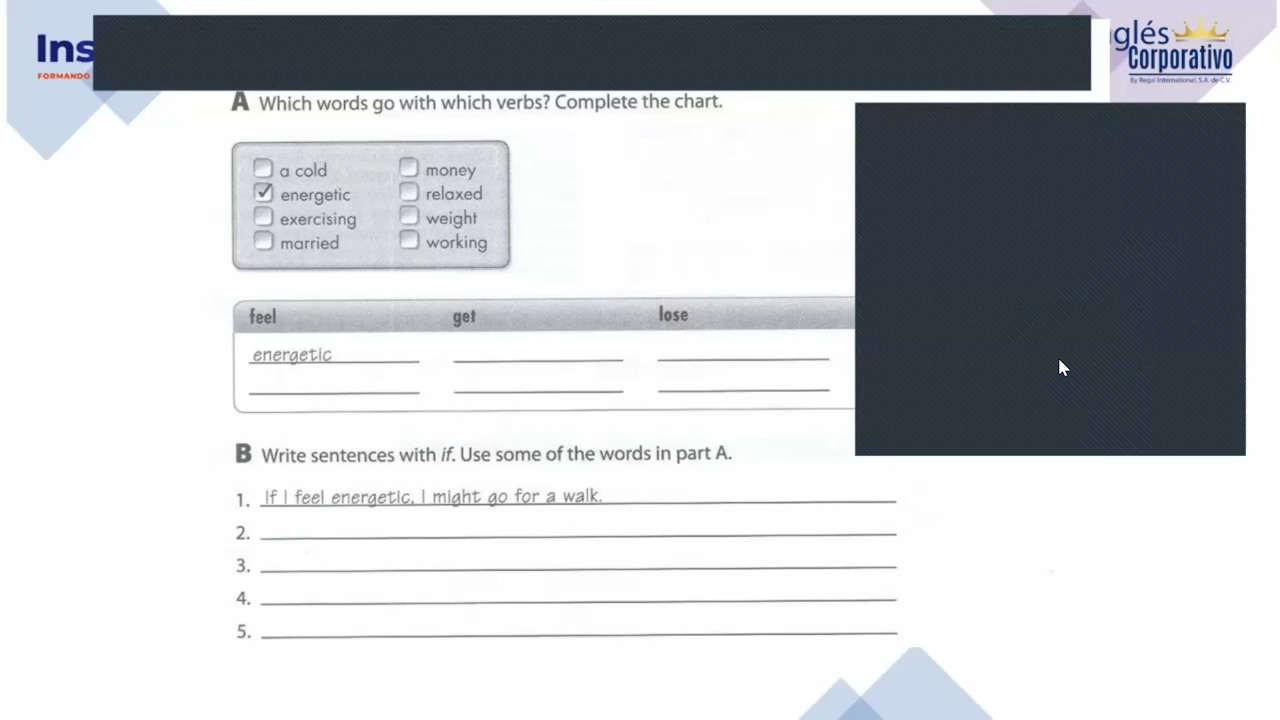 Ins
FORMANDO
glés
Corporativo
By Regal International, S.A. de C.V.
A Which words go with which verbs? Complete the chart.
a cold
energetic
exercising
married
money
relaxed
weight
working
feel get lose
energetic
B Write sentences with if. Use some of the words in part A.
1. If I feel energetic, I might go for a walk.
2.
3.
4.
5.